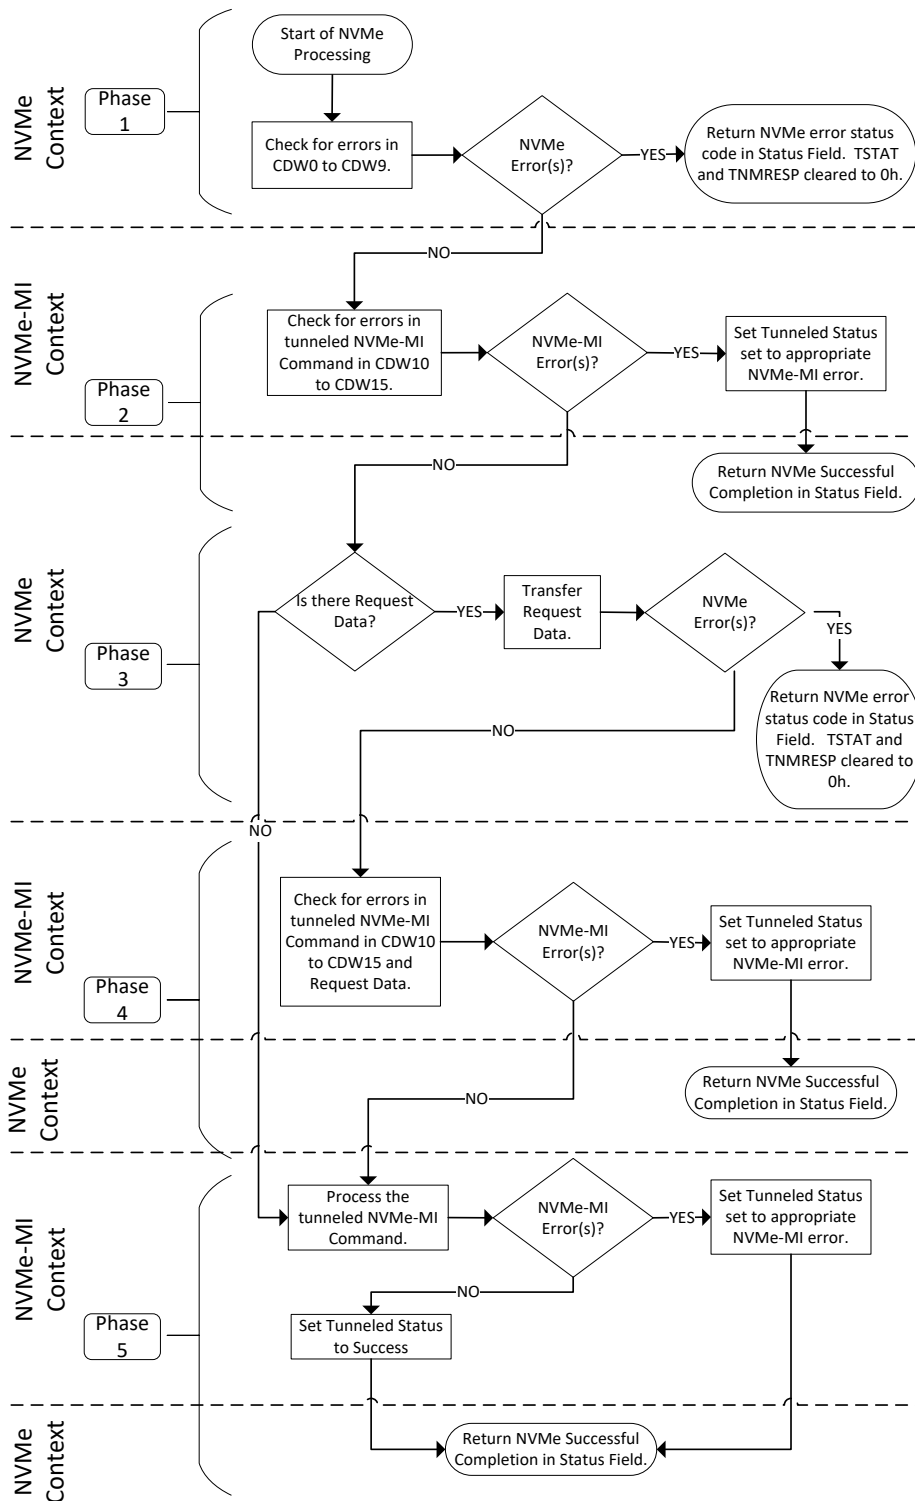 Start of NVMe
Processing
NVMe
Context
Phase
1
Check for errors in
CDW0 to CDW9.
NVMe
Error(s)?
YES
Return NVMe error status
code in Status Field.  TSTAT
and TNMRESP cleared to 0h.
NO
NVMe-MI
Context
Phase
2
Check for errors in
tunneled NVMe-MI
Command in CDW10
to CDW15.
NVMe-MI
Error(s)?
YES
Set Tunneled Status
set to appropriate
NVMe-MI error.
NO
Return NVMe Successful
Completion in Status Field.
NVMe
Context
Phase
3
Is there Request
Data?
YES
Transfer
Request
Data.
NVMe
Error(s)?
YES
Return NVMe error
status code in Status
Field.   TSTAT and
TNMRESP cleared to
0h.
NO
NO
NVMe-MI
Context
Phase
4
Check for errors in
tunneled NVMe-MI
Command in CDW10
to CDW15 and
Request Data.
NVMe-MI
Error(s)?
YES
Set Tunneled Status
set to appropriate
NVMe-MI error.
NVMe
Context
NO
Return NVMe Successful
Completion in Status Field.
NVMe-MI
Context
Phase
5
Process the
tunneled NVMe-MI
Command.
NVMe-MI
Error(s)?
YES
Set Tunneled Status
set to appropriate
NVMe-MI error.
NO
Set Tunneled Status
to Success
NVMe
Context
Return NVMe Successful
Completion in Status Field.